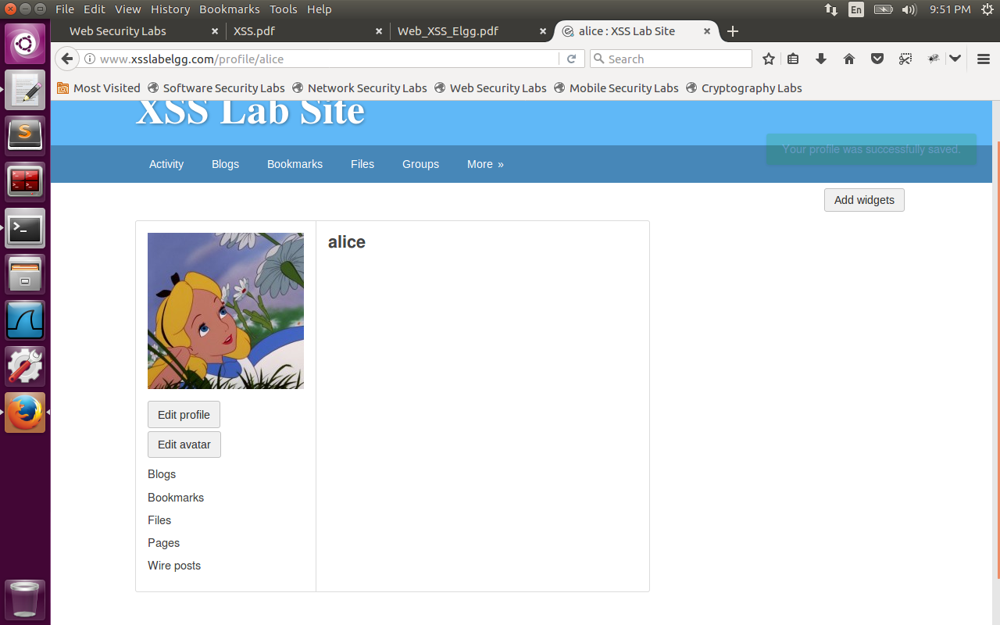 File Edit View History Bookmarks Tools Help En 9:51 PM
Web Security Labs XSS.pdf Web_XSS_Elgg.pdf alice : XSS Lab Site
www.xsslabelgg.com/profile/alice Search
Most Visited Software Security Labs Network Security Labs Web Security Labs Mobile Security Labs Cryptography Labs
XSS Lab Site
Your profile was successfully saved.
Activity Blogs Bookmarks Files Groups More »
Add widgets
alice
Edit profile
Edit avatar
Blogs
Bookmarks
Files
Pages
Wire posts